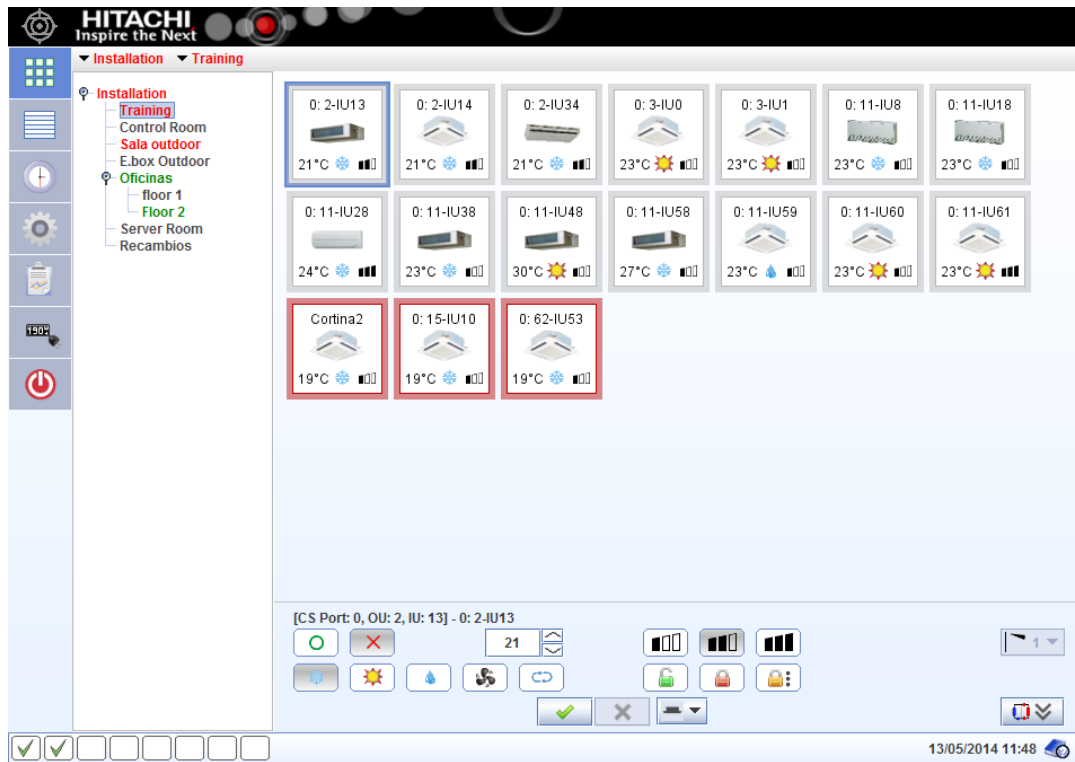 HITACHI
Inspire the Next
Installation Training
Installation
Training
Control Room
Sala outdoor
E.box Outdoor
Oficinas
floor 1
Floor 2
Server Room
Recambios
0: 2-IU13 0: 2-IU14 0: 2-IU34 0: 3-IU0 0: 3-IU1 0: 11-IU8 0: 11-IU18
21°C 21°C 21°C 23°C 23°C 23°C 23°C
0: 11-IU28 0: 11-IU38 0: 11-IU48 0: 11-IU58 0: 11-IU59 0: 11-IU60 0: 11-IU61
24°C 23°C 30°C 27°C 23°C 23°C 23°C
Cortina2 0: 15-IU10 0: 62-IU53
19°C 19°C 19°C
[CS Port: 0, OU: 2, IU: 13] - 0: 2-IU13
21
1
13/05/2014 11:48